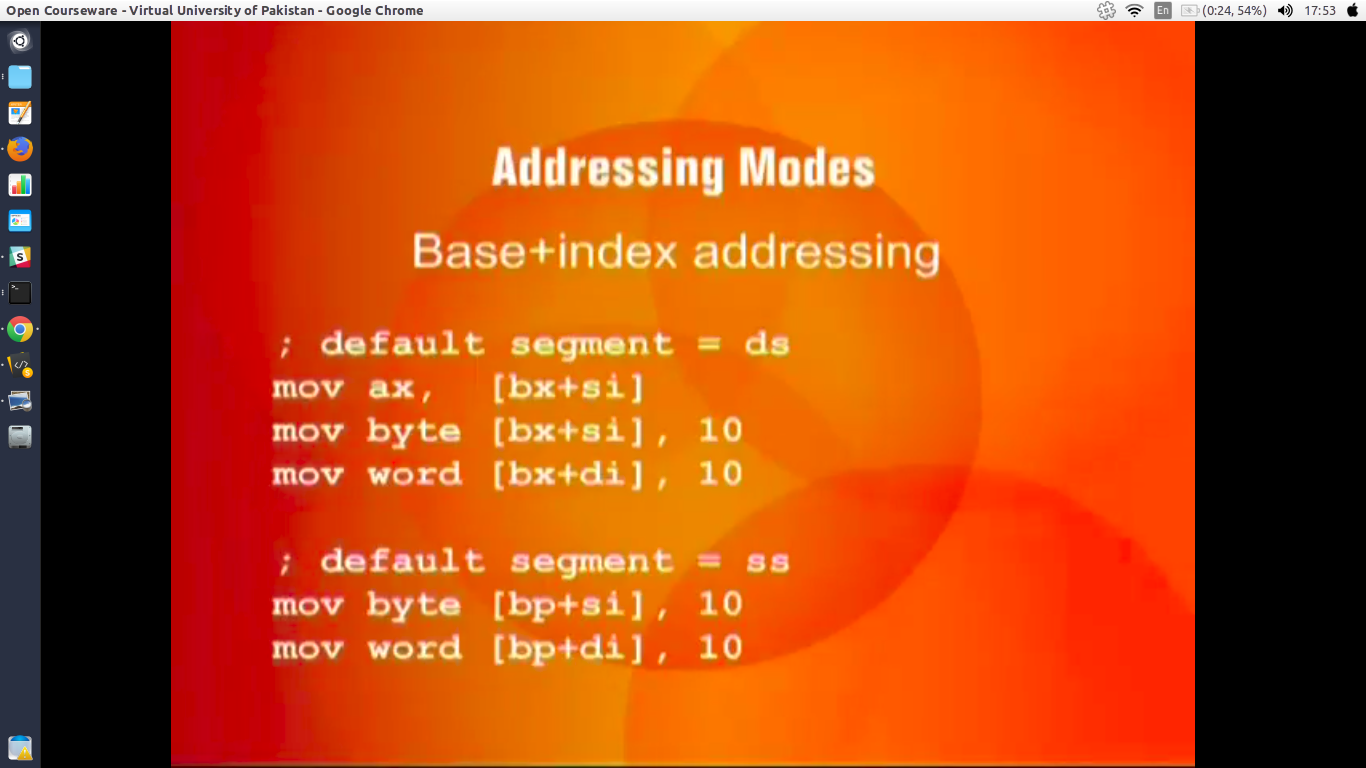 Open Courseware - Virtual University of Pakistan - Google Chrome
En (0:24, 54%) 17:53
Addressing Modes
Base+index addressing
; default segment = ds
mov ax, [bx+si]
mov byte [bx+si], 10
mov word [bx+di], 10
; default segment = ss
mov byte [bp+si], 10
mov word [bp+di], 10